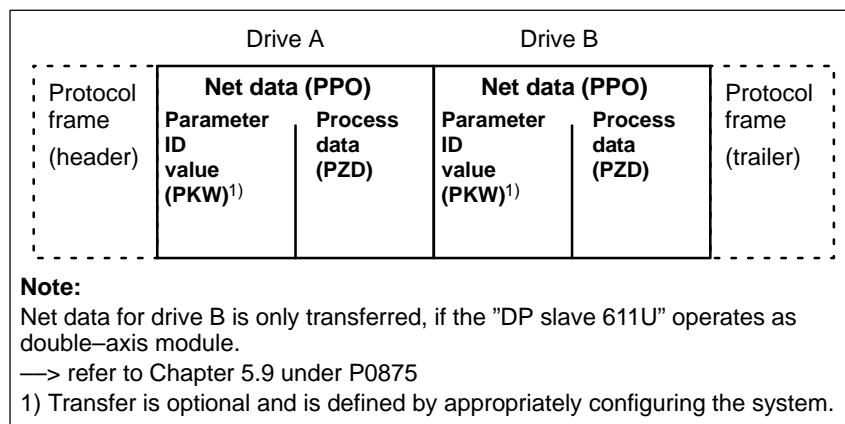 Drive A
Drive B
Protocol
frame
(header)
Net data (PPO)
Parameter
ID
value
(PKW)1)
Process
data
(PZD)
Net data (PPO)
Parameter
ID
value
(PKW)1)
Process
data
(PZD)
Protocol
frame
(trailer)
Note:
Net data for drive B is only transferred, if the ”DP slave 611U” operates as
double–axis module.
––> refer to Chapter 5.9 under P0875
1) Transfer is optional and is defined by appropriately configuring the system.